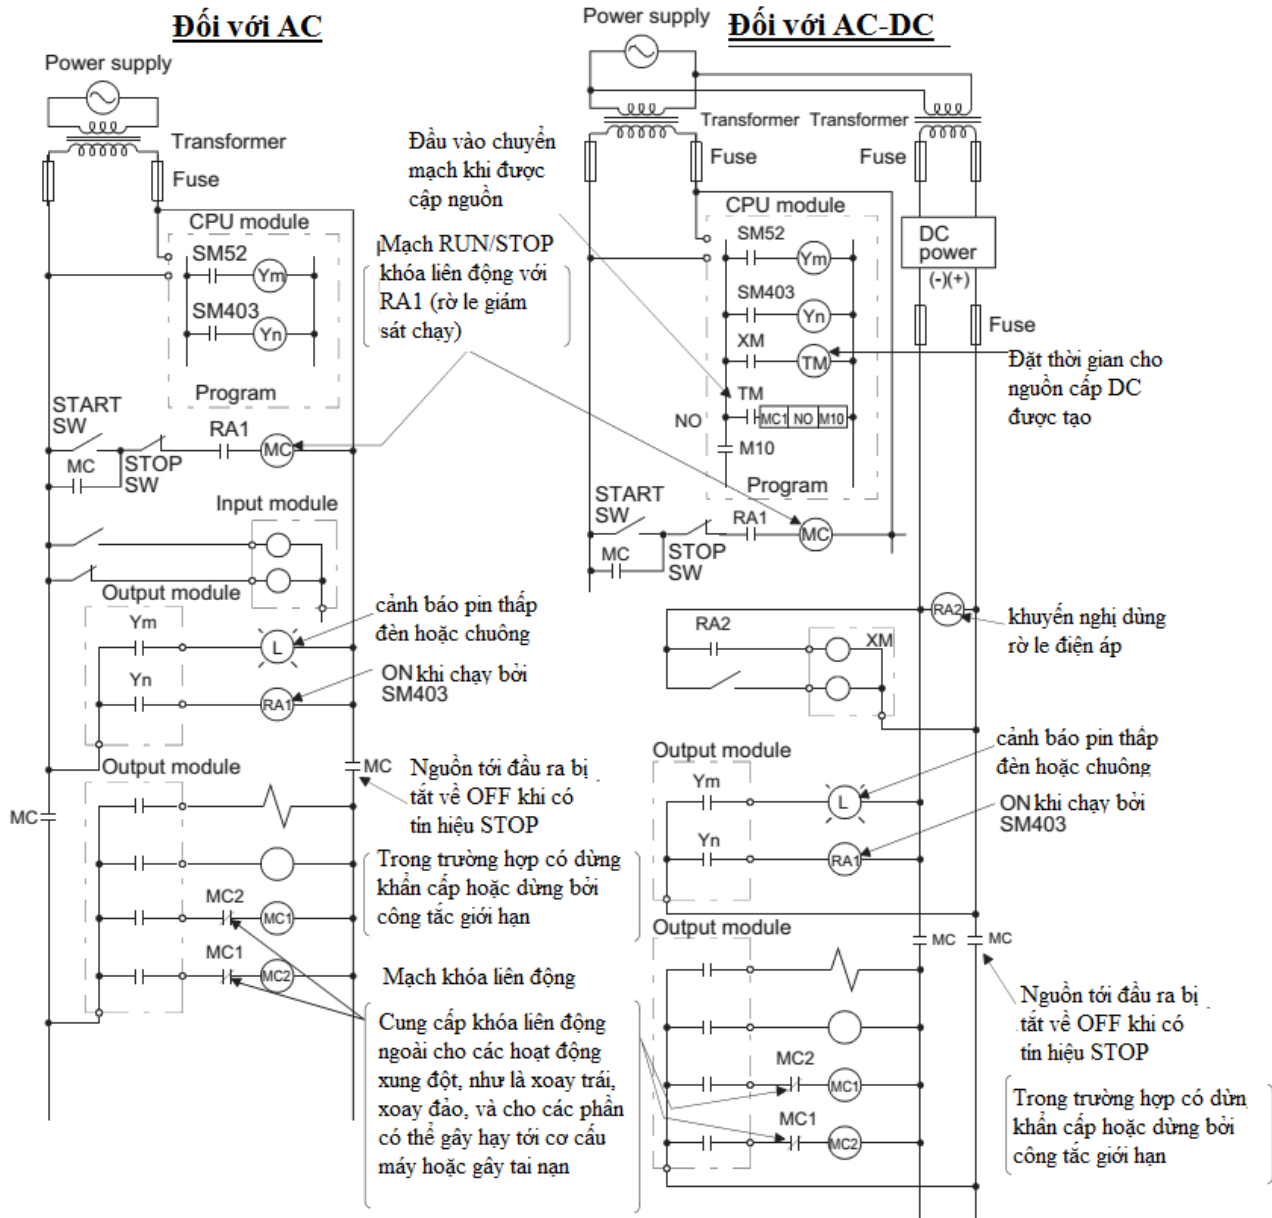 Đối với AC
Power supply
Transformer
Fuse
CPU module
SM52
Ym
SM403
Yn
Program
START
SW
MC
STOP
SW
RA1
MC
Input module
Output module
Ym
L
Yn
RA1
Output module
MC
MC
MC2
MC1
MC1
MC2
Đầu vào chuyển
mạch khi được
cập nguồn
Mạch RUN/STOP
khóa liên động với
RA1 (rờ le giám
sát chạy)
cảnh báo pin thấp
đèn hoặc chuông
ON khi chạy bởi
SM403
Nguồn tới đầu ra bị
tắt về OFF khi có
tín hiệu STOP
Trong trường hợp có dừng
khẩn cấp hoặc dừng bởi
công tắc giới hạn
Mạch khóa liên động
Cung cấp khóa liên động
ngoài cho các hoạt động
xung đột, như là xoay trái,
xoay đảo, và cho các phần
có thể gây hạy tới cơ cấu
máy hoặc gây tai nạn
Đối với AC-DC
Power supply
Transformer Transformer
Fuse
Fuse
CPU module
SM52
Ym
SM403
Yn
XM
TM
TM
NO
MC1 NO M10
M10
Program
DC
power
(-)(+)
Fuse
Đặt thời gian cho
nguồn cấp DC
được tạo
START
SW
MC
STOP
SW
RA1
MC
RA2
RA2
XM
khuyến nghị dùng
rờ le điện áp
Output module
Ym
L
Yn
RA1
cảnh báo pin thấp
đèn hoặc chuông
ON khi chạy bởi
SM403
Output module
MC
MC
MC2
MC1
MC1
MC2
Nguồn tới đầu ra bị
tắt về OFF khi có
tín hiệu STOP
Trong trường hợp có dừn
khẩn cấp hoặc dừng bởi
công tắc giới hạn